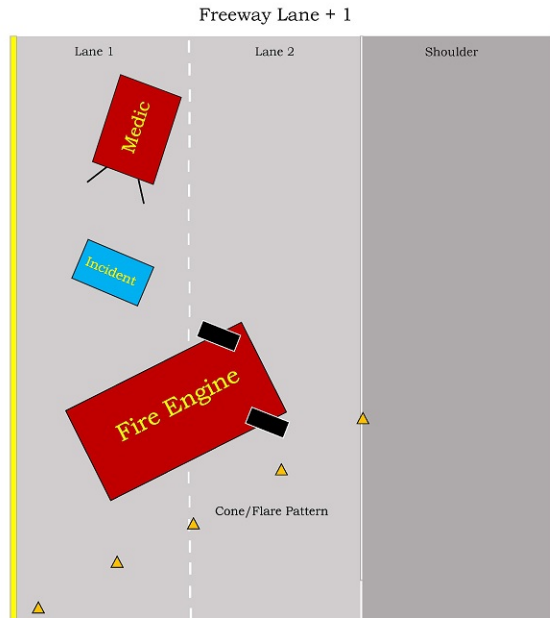 Freeway Lane + 1
Lane 1
Lane 2
Shoulder
Medic
Incident
Fire Engine
Cone/Flare Pattern